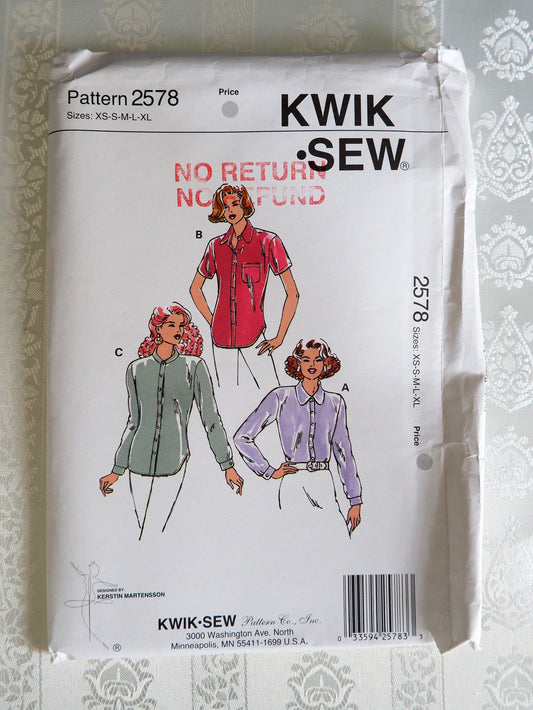 Pattern 2578
Sizes: XS-S-M-L-XL
Price
KWIK
•SEW®
NO RETURN
NO REFUND
B
C
A
2578
Sizes: XS-S-M-L-XL
Price
DESIGNED BY
KERSTIN MARTENSSON
®
KWIK•SEW Pattern Co., Inc.
3000 Washington Ave. North
Minneapolis, MN 55411-1699 U.S.A.
0 33594 25783 3